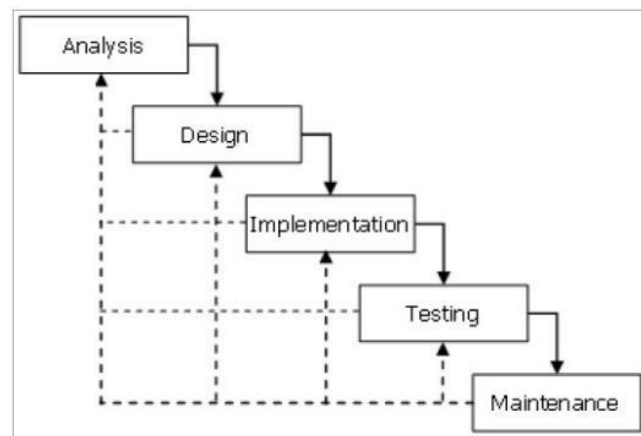 Analysis
Design
Implementation
Testing
Maintenance